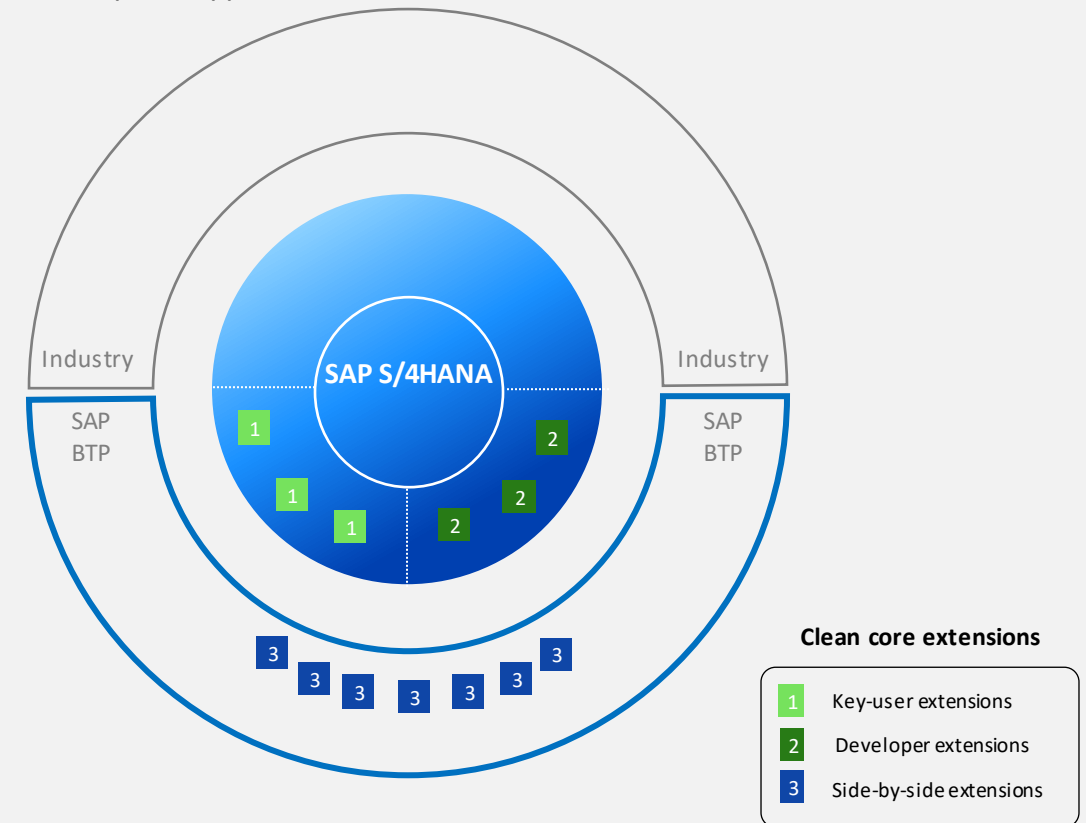 Industry
Industry
SAP S/4HANA
SAP
BTP
SAP
BTP
1
2
1
2
1
2
3
3
3
3
3
3
3
Clean core extensions
1 Key-user extensions
2 Developer extensions
3 Side-by-side extensions